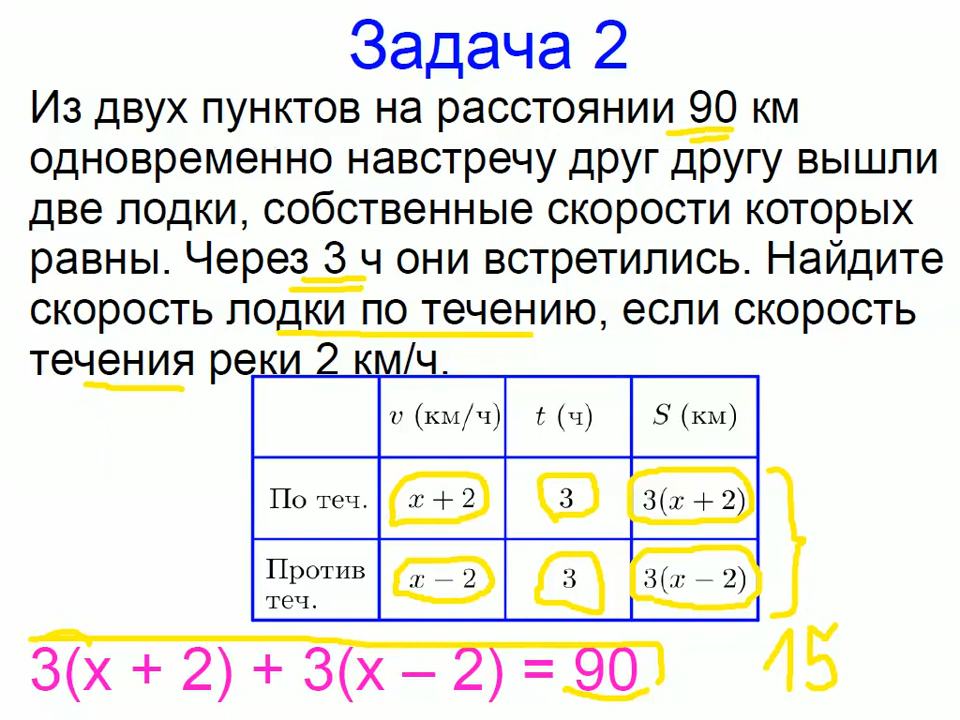 Задача 2
Из двух пунктов на расстоянии 90 км
одновременно навстречу друг другу вышли
две лодки, собственные скорости которых
равны. Через 3 ч они встретились. Найдите
скорость лодки по течению, если скорость
течения реки 2 км/ч.
v (км/ч) t (ч) S (км)
По теч. x + 2 3 3(x + 2)
Против
теч. x − 2 3 3(x − 2)
15
3(x + 2) + 3(x – 2) = 90